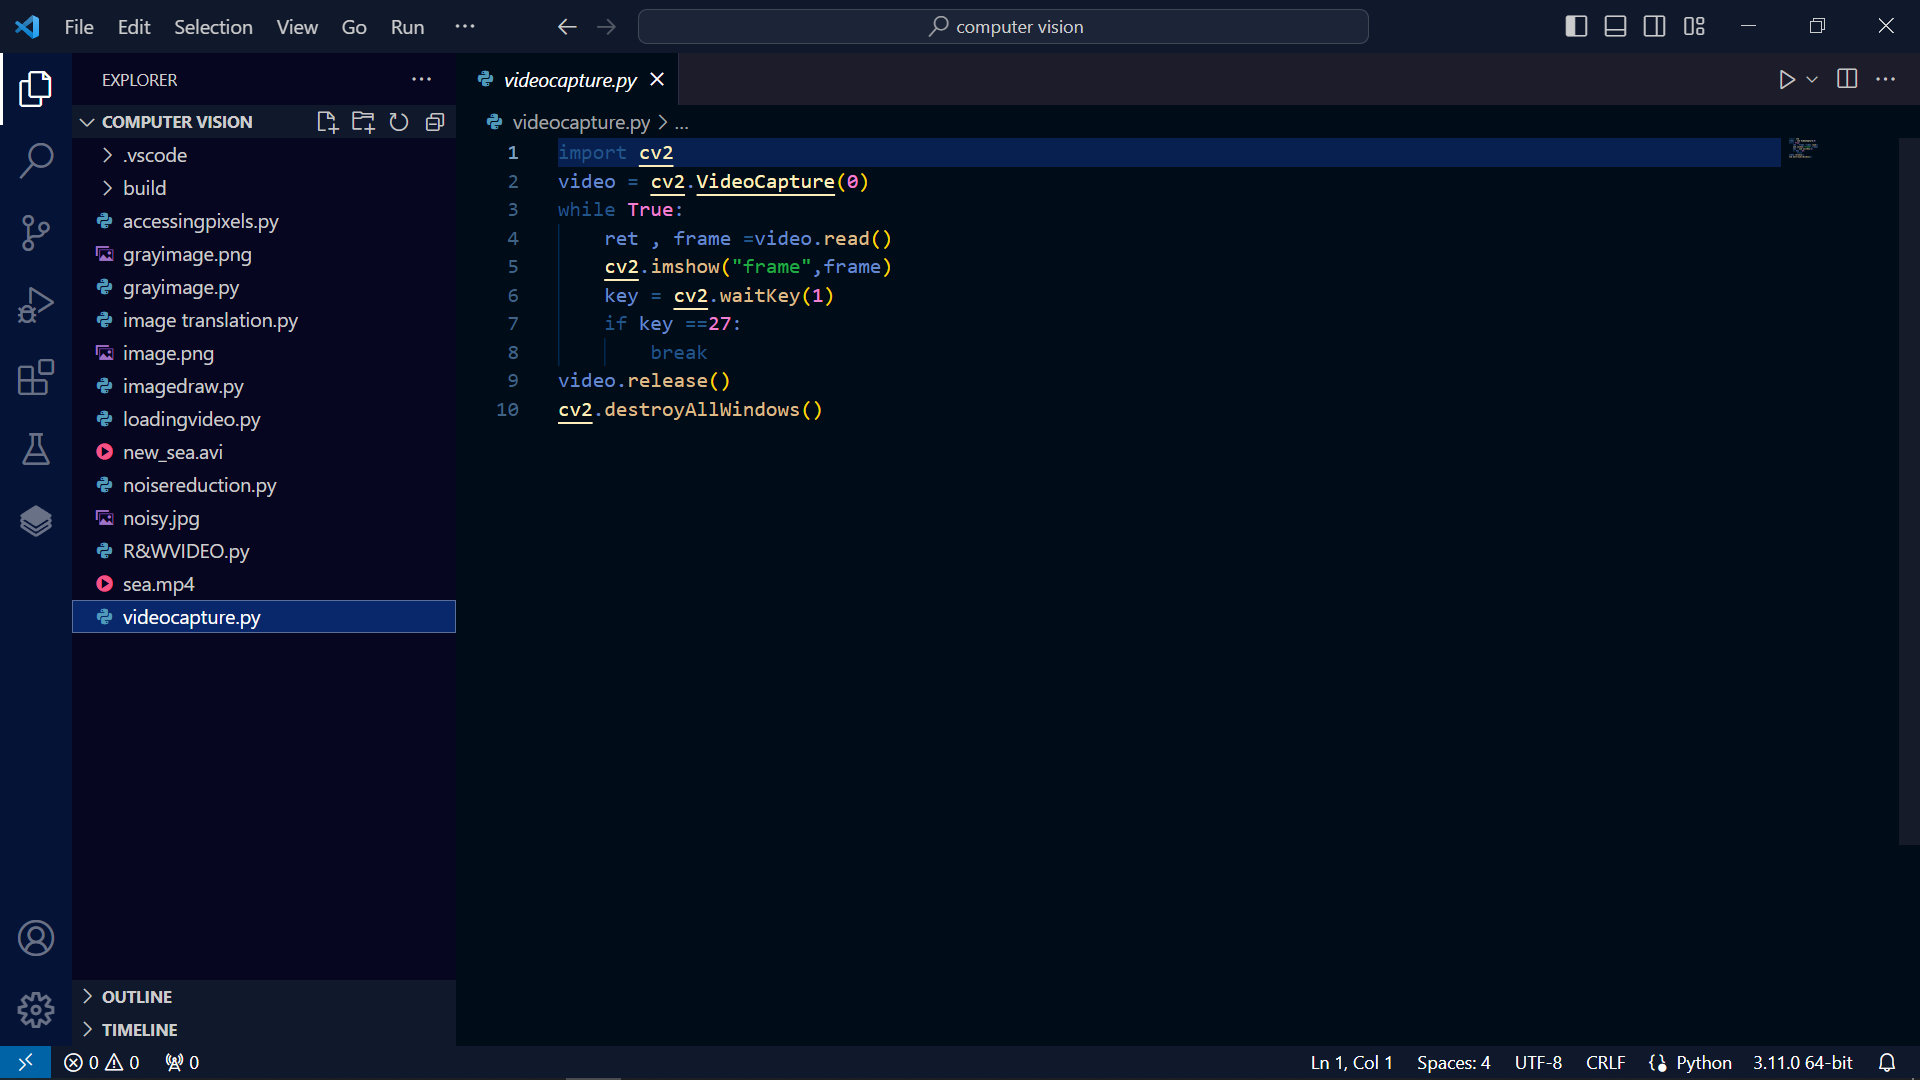 File Edit Selection View Go Run ···
computer vision
EXPLORER
COMPUTER VISION
.vscode
build
accessingpixels.py
grayimage.png
grayimage.py
image translation.py
image.png
imagedraw.py
loadingvideo.py
new_sea.avi
noisereduction.py
noisy.jpg
R&WVIDEO.py
sea.mp4
videocapture.py
OUTLINE
TIMELINE
videocapture.py
videocapture.py > ...
1 import cv2
2 video = cv2.VideoCapture(0)
3 while True:
4     ret , frame =video.read()
5     cv2.imshow("frame",frame)
6     key = cv2.waitKey(1)
7     if key ==27:
8         break
9 video.release()
10 cv2.destroyAllWindows()
0 0 0
Ln 1, Col 1 Spaces: 4 UTF-8 CRLF Python 3.11.0 64-bit